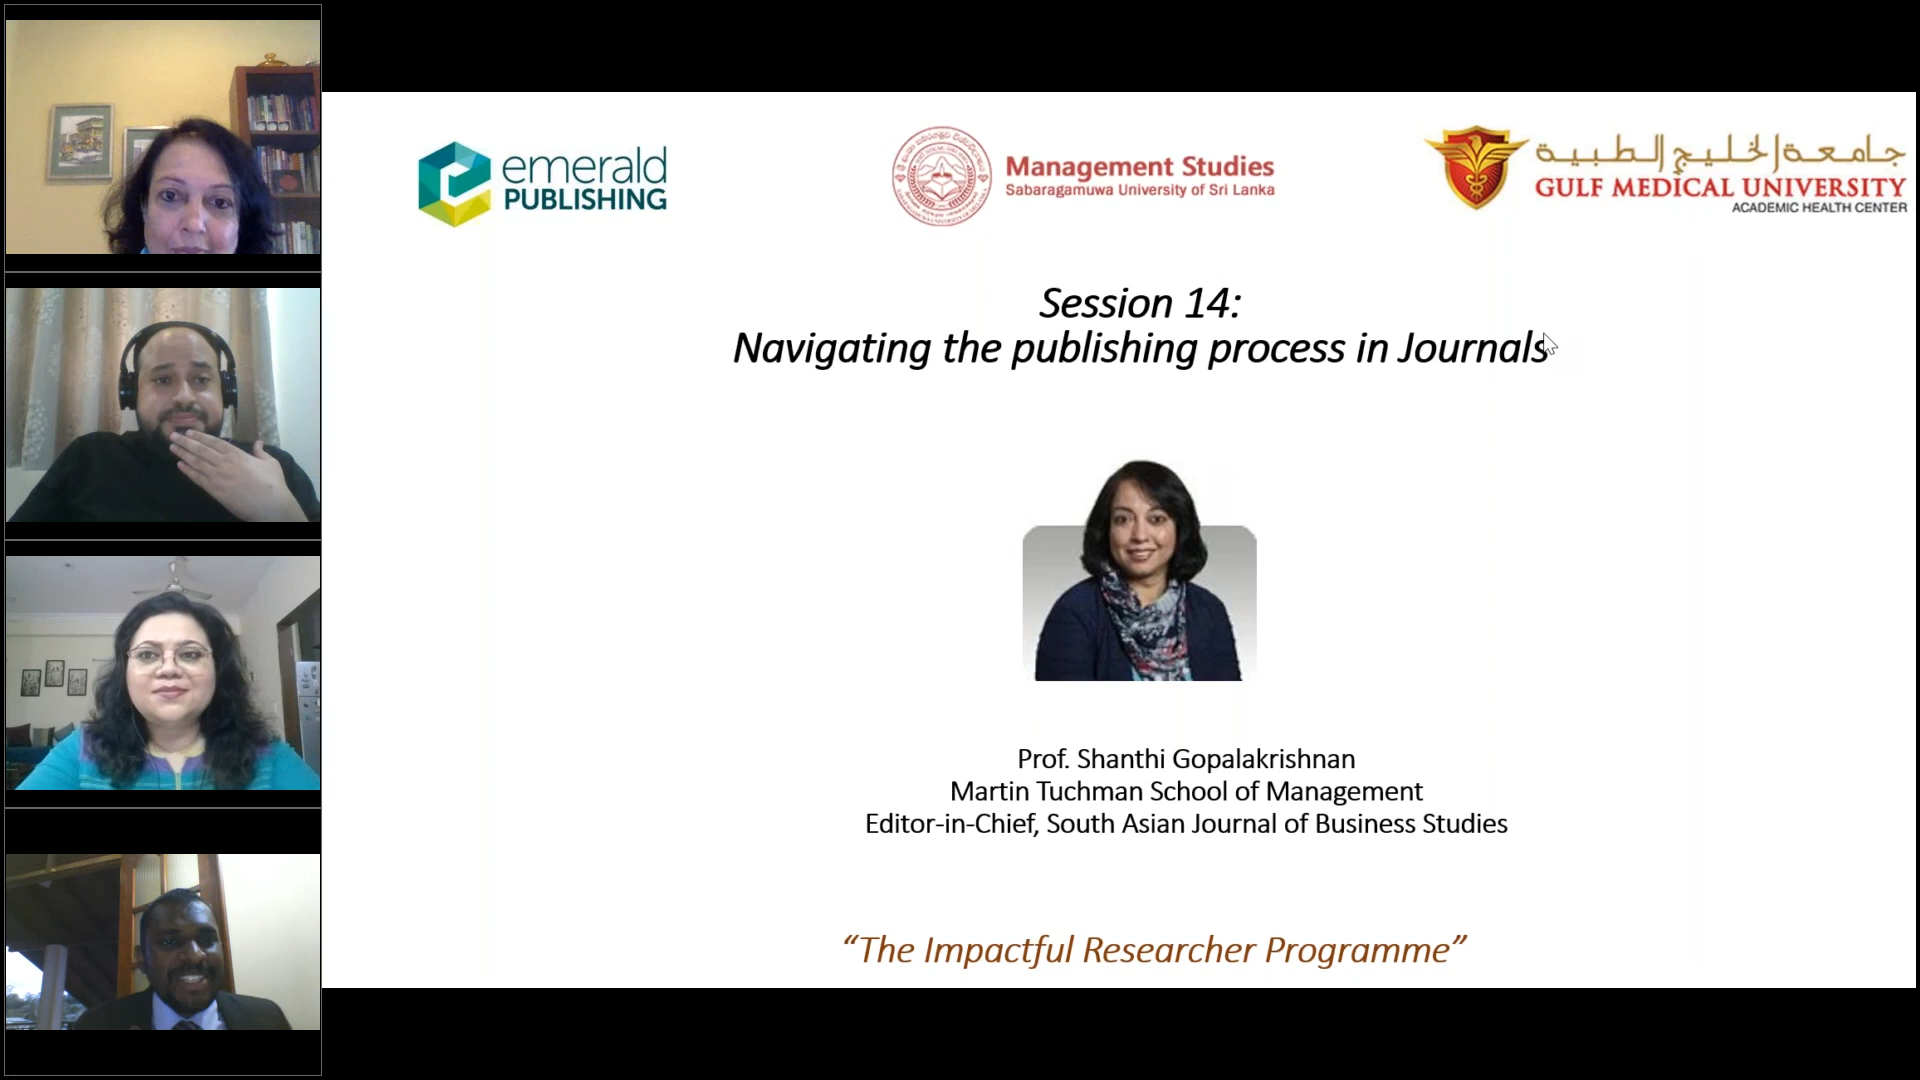 emerald
PUBLISHING
Management Studies
Sabaragamuwa University of Sri Lanka
جامعة الخليج الطبية
GULF MEDICAL UNIVERSITY
ACADEMIC HEALTH CENTER
Session 14:
Navigating the publishing process in Journals
Prof. Shanthi Gopalakrishnan
Martin Tuchman School of Management
Editor-in-Chief, South Asian Journal of Business Studies
“The Impactful Researcher Programme”